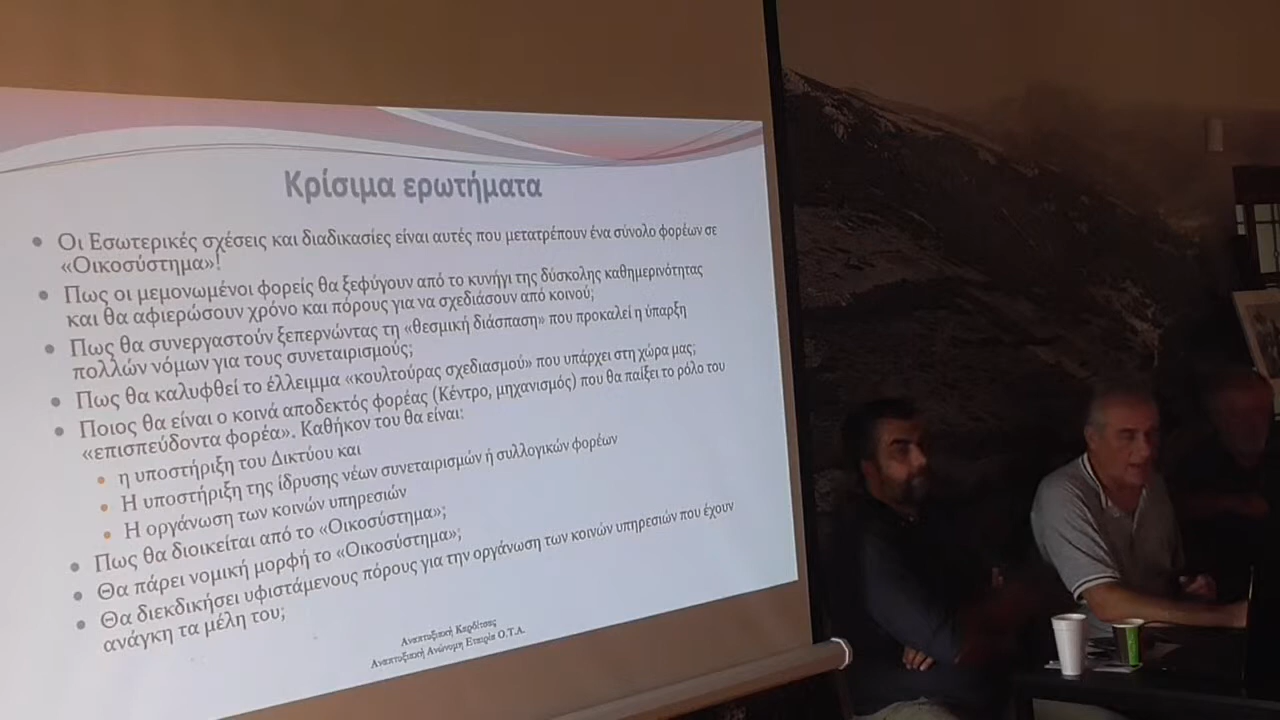 Κρίσιμα ερωτήματα
Οι Εσωτερικές σχέσεις και διαδικασίες είναι αυτές που μετατρέπουν ένα σύνολο φορέων σε
«Οικοσύστημα»!
Πως οι μεμονωμένοι φορείς θα ξεφύγουν από το κυνήγι της δύσκολης καθημερινότητας
και θα αφιερώσουν χρόνο και πόρους για να σχεδιάσουν από κοινού;
Πως θα συνεργαστούν ξεπερνώντας τη «θεσμική διάσπαση» που προκαλεί η ύπαρξη
πολλών νόμων για τους συνεταιρισμούς;
Πως θα καλυφθεί το έλλειμμα «κουλτούρας σχεδιασμού» που υπάρχει στη χώρα μας;
Ποιος θα είναι ο κοινά αποδεκτός φορέας (Κέντρο, μηχανισμός) που θα παίξει το ρόλο του
«επισπεύδοντα φορέα». Καθήκον του θα είναι:
η υποστήριξη του Δικτύου και
Η υποστήριξη της ίδρυσης νέων συνεταιρισμών ή συλλογικών φορέων
Η οργάνωση των κοινών υπηρεσιών
Πως θα διοικείται από το «Οικοσύστημα»;
Θα πάρει νομική μορφή το «Οικοσύστημα»;
Θα διεκδικήσει υφιστάμενους πόρους για την οργάνωση των κοινών υπηρεσιών που έχουν
ανάγκη τα μέλη του;
Αναπτυξιακή Καρδίτσας
Αναπτυξιακή Ανώνυμη Εταιρία Ο.Τ.Α.